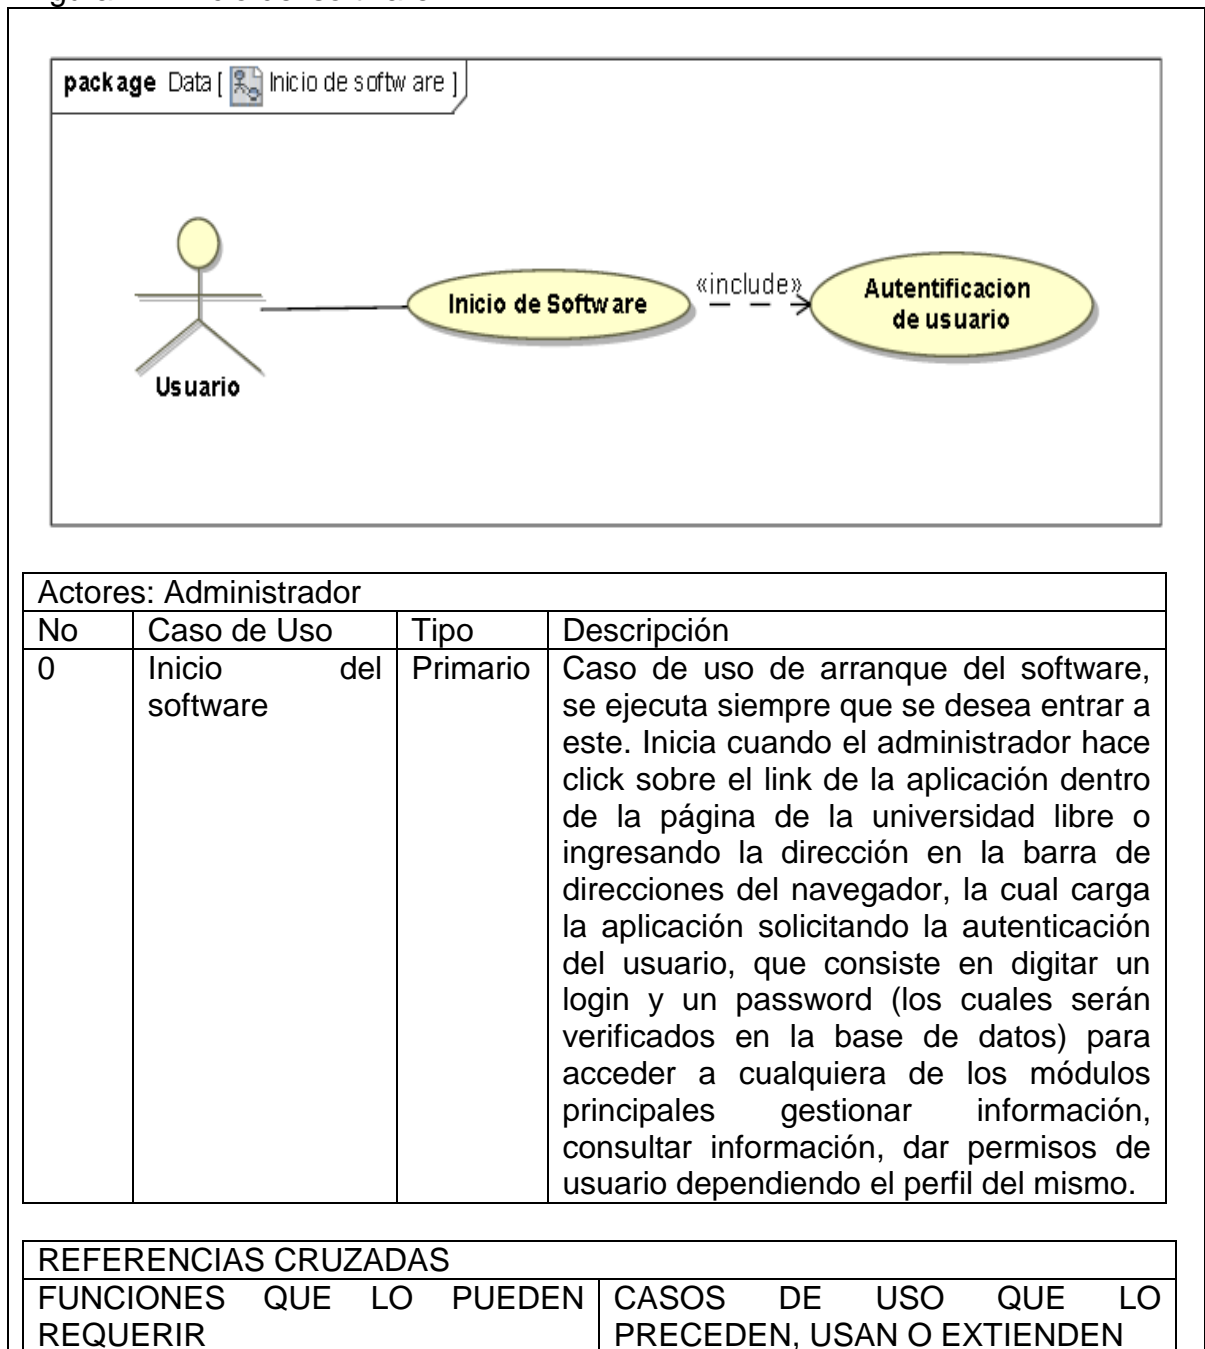 package Data [ Inicio de software ]
Usuario
Inicio de Software
«include»
Autentificacion
de usuario
Actores: Administrador
No Caso de Uso Tipo Descripción
0 Inicio del Primario Caso de uso de arranque del software,
software se ejecuta siempre que se desea entrar a
este. Inicia cuando el administrador hace
click sobre el link de la aplicación dentro
de la página de la universidad libre o
ingresando la dirección en la barra de
direcciones del navegador, la cual carga
la aplicación solicitando la autenticación
del usuario, que consiste en digitar un
login y un password (los cuales serán
verificados en la base de datos) para
acceder a cualquiera de los módulos
principales gestionar información,
consultar información, dar permisos de
usuario dependiendo el perfil del mismo.
REFERENCIAS CRUZADAS
FUNCIONES QUE LO PUEDEN
REQUERIR
CASOS DE USO QUE LO
PRECEDEN, USAN O EXTIENDEN